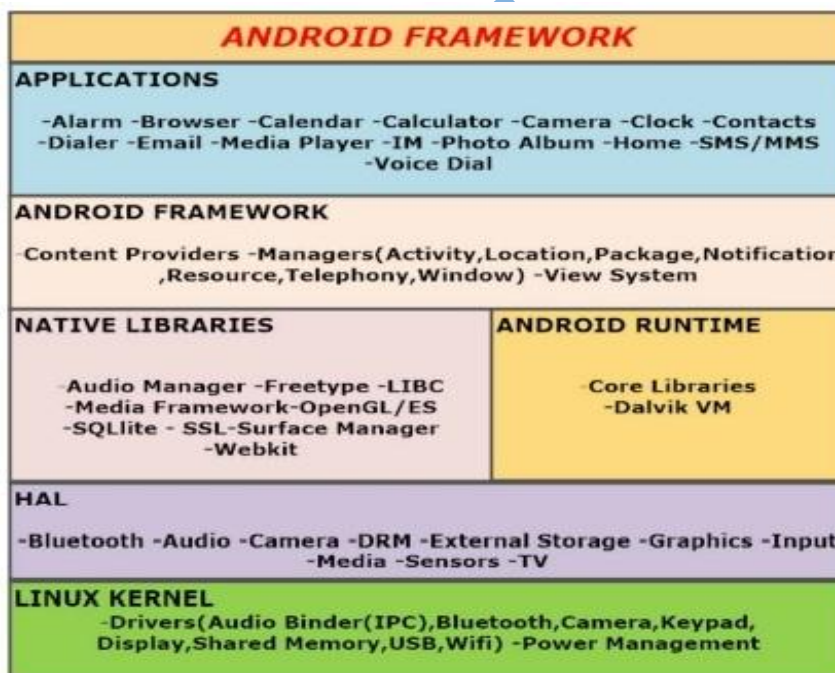 ANDROID FRAMEWORK
APPLICATIONS
-Alarm -Browser -Calendar -Calculator -Camera -Clock -Contacts
-Dialer -Email -Media Player -IM -Photo Album -Home -SMS/MMS
-Voice Dial
ANDROID FRAMEWORK
-Content Providers -Managers(Activity,Location,Package,Notification
,Resource,Telephony,Window) -View System
NATIVE LIBRARIES
-Audio Manager -Freetype -LIBC
-Media Framework-OpenGL/ES
-SQLlite - SSL-Surface Manager
-Webkit
ANDROID RUNTIME
-Core Libraries
-Dalvik VM
HAL
-Bluetooth -Audio -Camera -DRM -External Storage -Graphics -Input
-Media -Sensors -TV
LINUX KERNEL
-Drivers(Audio Binder(IPC),Bluetooth,Camera,Keypad,
Display,Shared Memory,USB,Wifi) -Power Management